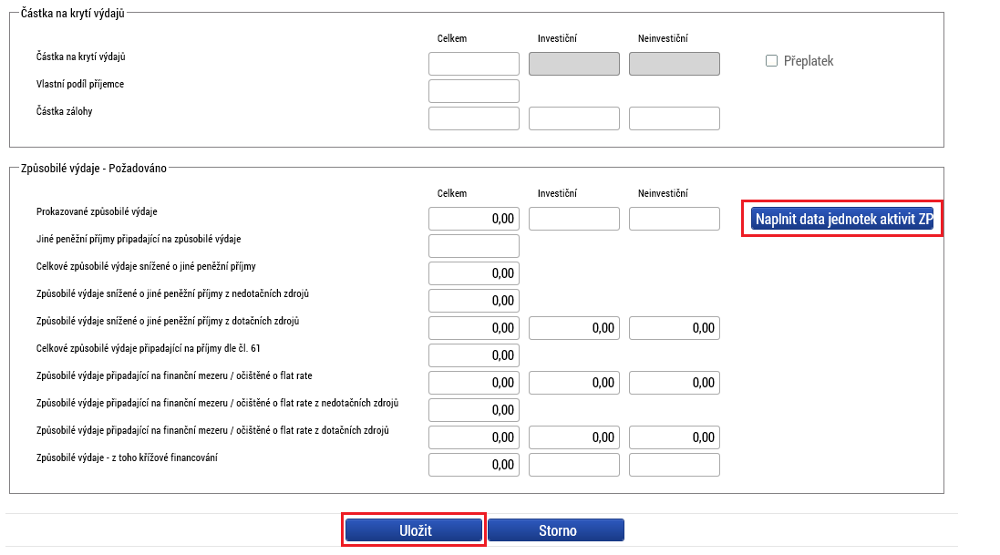 Částka na krytí výdajů
Celkem Investiční Neinvestiční
Částka na krytí výdajů Přeplatek
Vlastní podíl příjemce
Částka zálohy
Způsobilé výdaje - Požadováno
Celkem Investiční Neinvestiční
Prokazované způsobilé výdaje 0,00 Naplnit data jednotek aktivit ZP
Jiné peněžní příjmy připadající na způsobilé výdaje
Celkové způsobilé výdaje snížené o jiné peněžní příjmy 0,00
Způsobilé výdaje snížené o jiné peněžní příjmy z nedotačních zdrojů 0,00
Způsobilé výdaje snížené o jiné peněžní příjmy z dotačních zdrojů 0,00 0,00 0,00
Celkové způsobilé výdaje připadající na příjmy dle čl. 61 0,00
Způsobilé výdaje připadající na finanční mezeru / očištěné o flat rate 0,00 0,00 0,00
Způsobilé výdaje připadající na finanční mezeru / očištěné o flat rate z nedotačních zdrojů 0,00
Způsobilé výdaje připadající na finanční mezeru / očištěné o flat rate z dotačních zdrojů 0,00 0,00 0,00
Způsobilé výdaje - z toho křížové financování 0,00
Uložit Storno